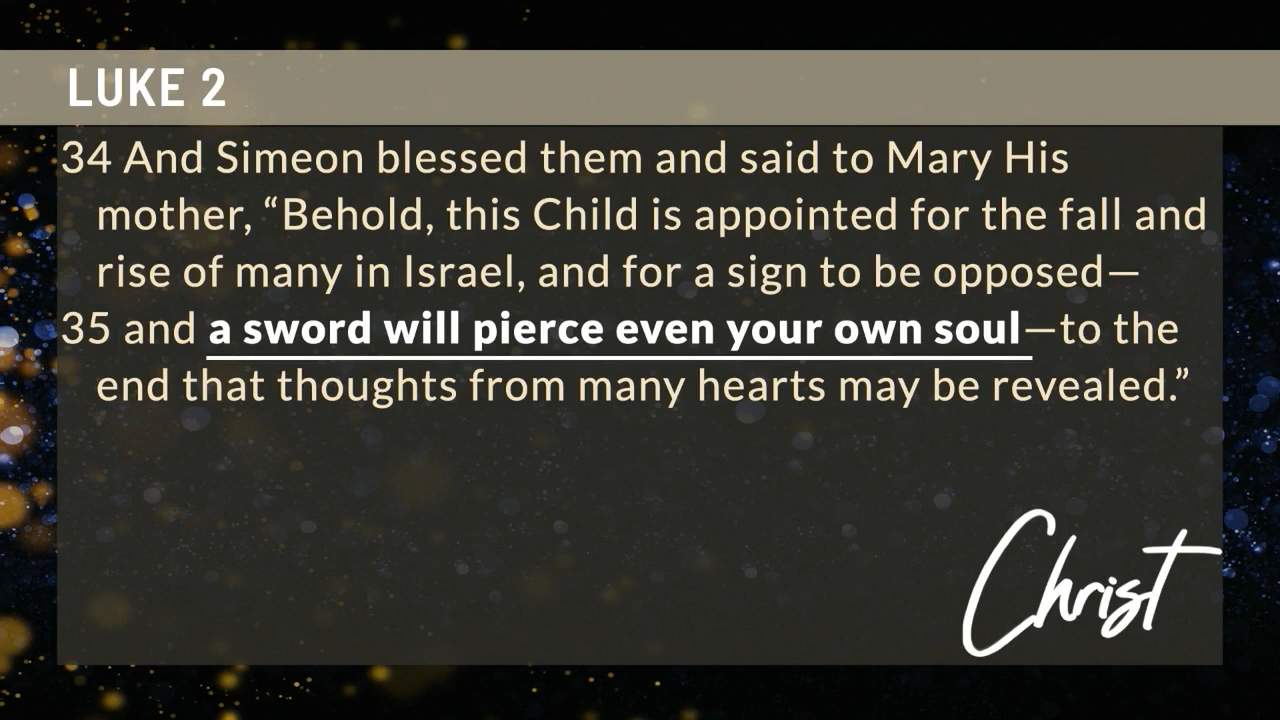 LUKE 2
34 And Simeon blessed them and said to Mary His
mother, “Behold, this Child is appointed for the fall and
rise of many in Israel, and for a sign to be opposed—
35 and a sword will pierce even your own soul—to the
end that thoughts from many hearts may be revealed.”
Christ